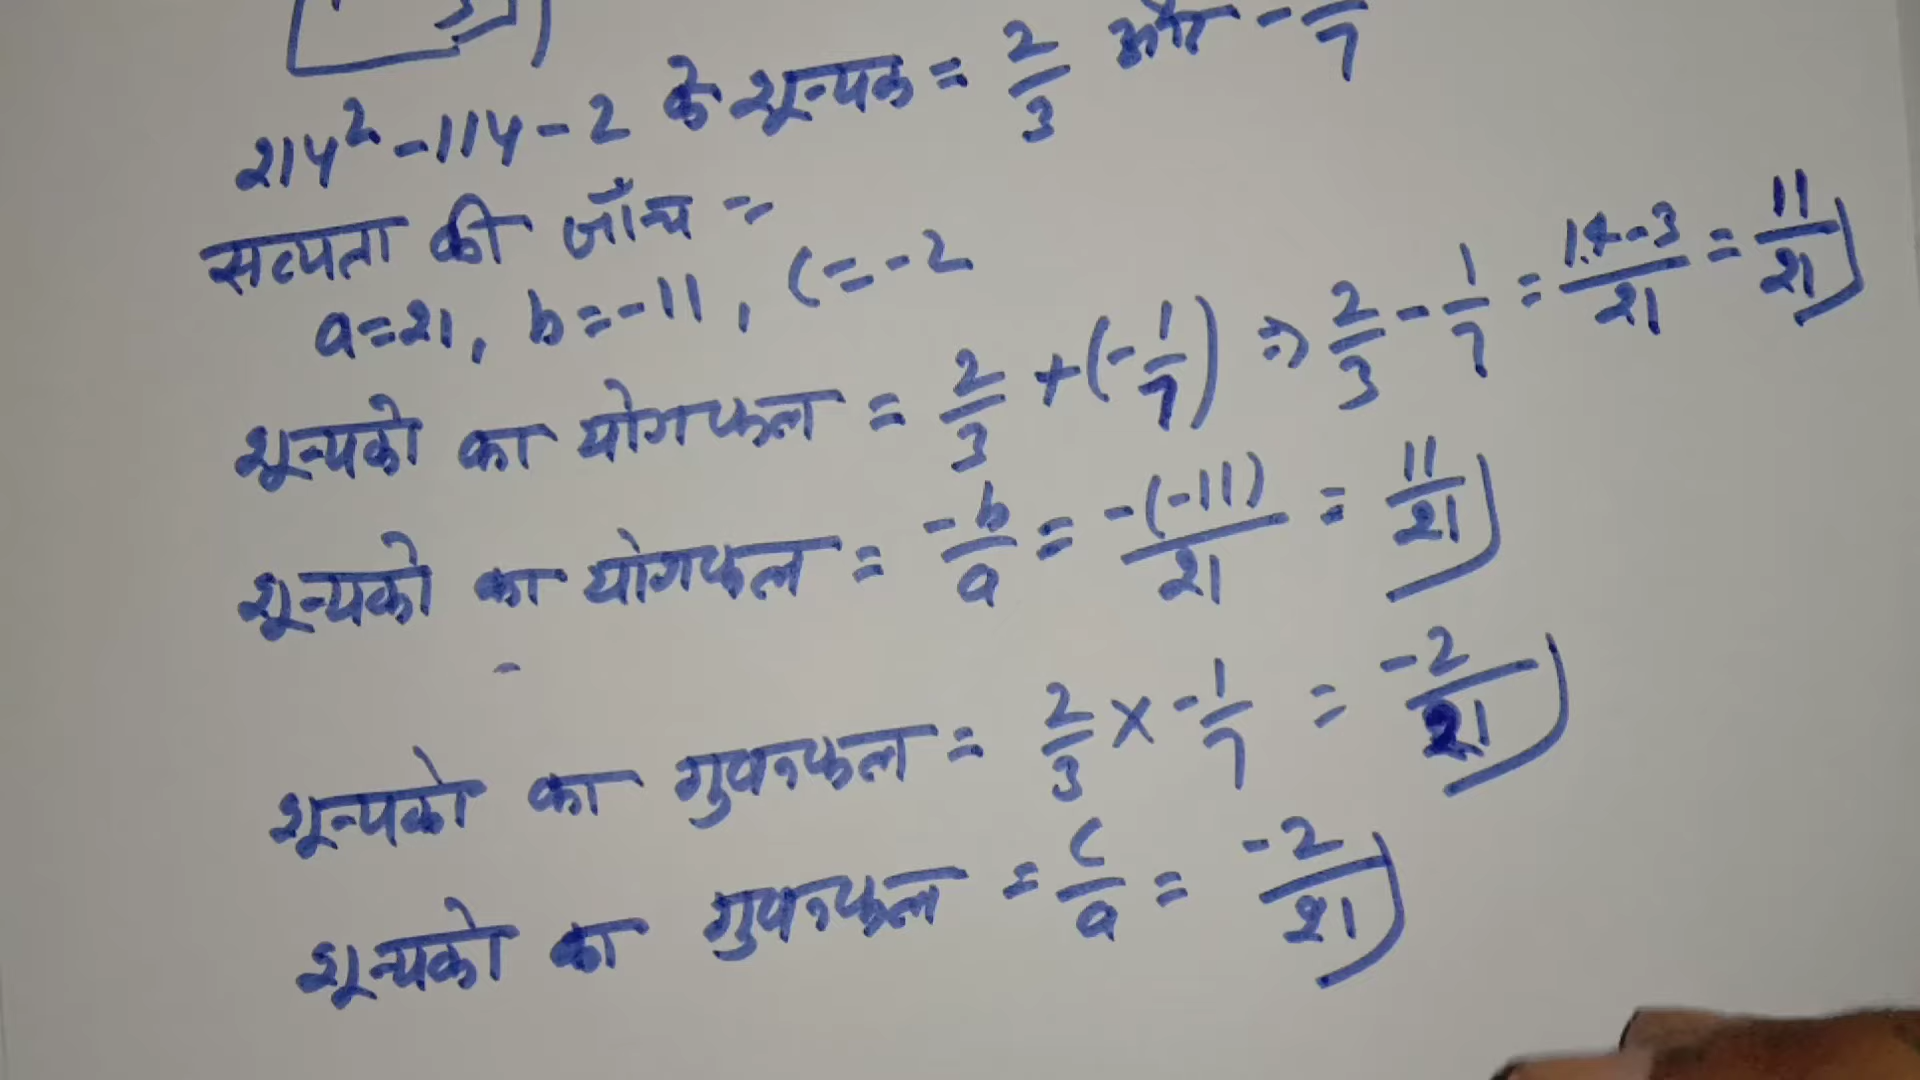 21y² - 11y - 2 के शून्यक = 2/3 और - /7
सत्यता की जाँच =
a = 21, b = -11, c = -2
शून्यको का योगफल = 2/3 + (-1/7) ⇒ 2/3 - 1/7 = 14-3/21 = 11/21
शून्यको का योगफल = -b/a = -(-11)/21 = 11/21
शून्यको का गुणनफल = 2/3 × -1/7 = -2/21
शून्यको का गुणनफल = c/a = -2/21